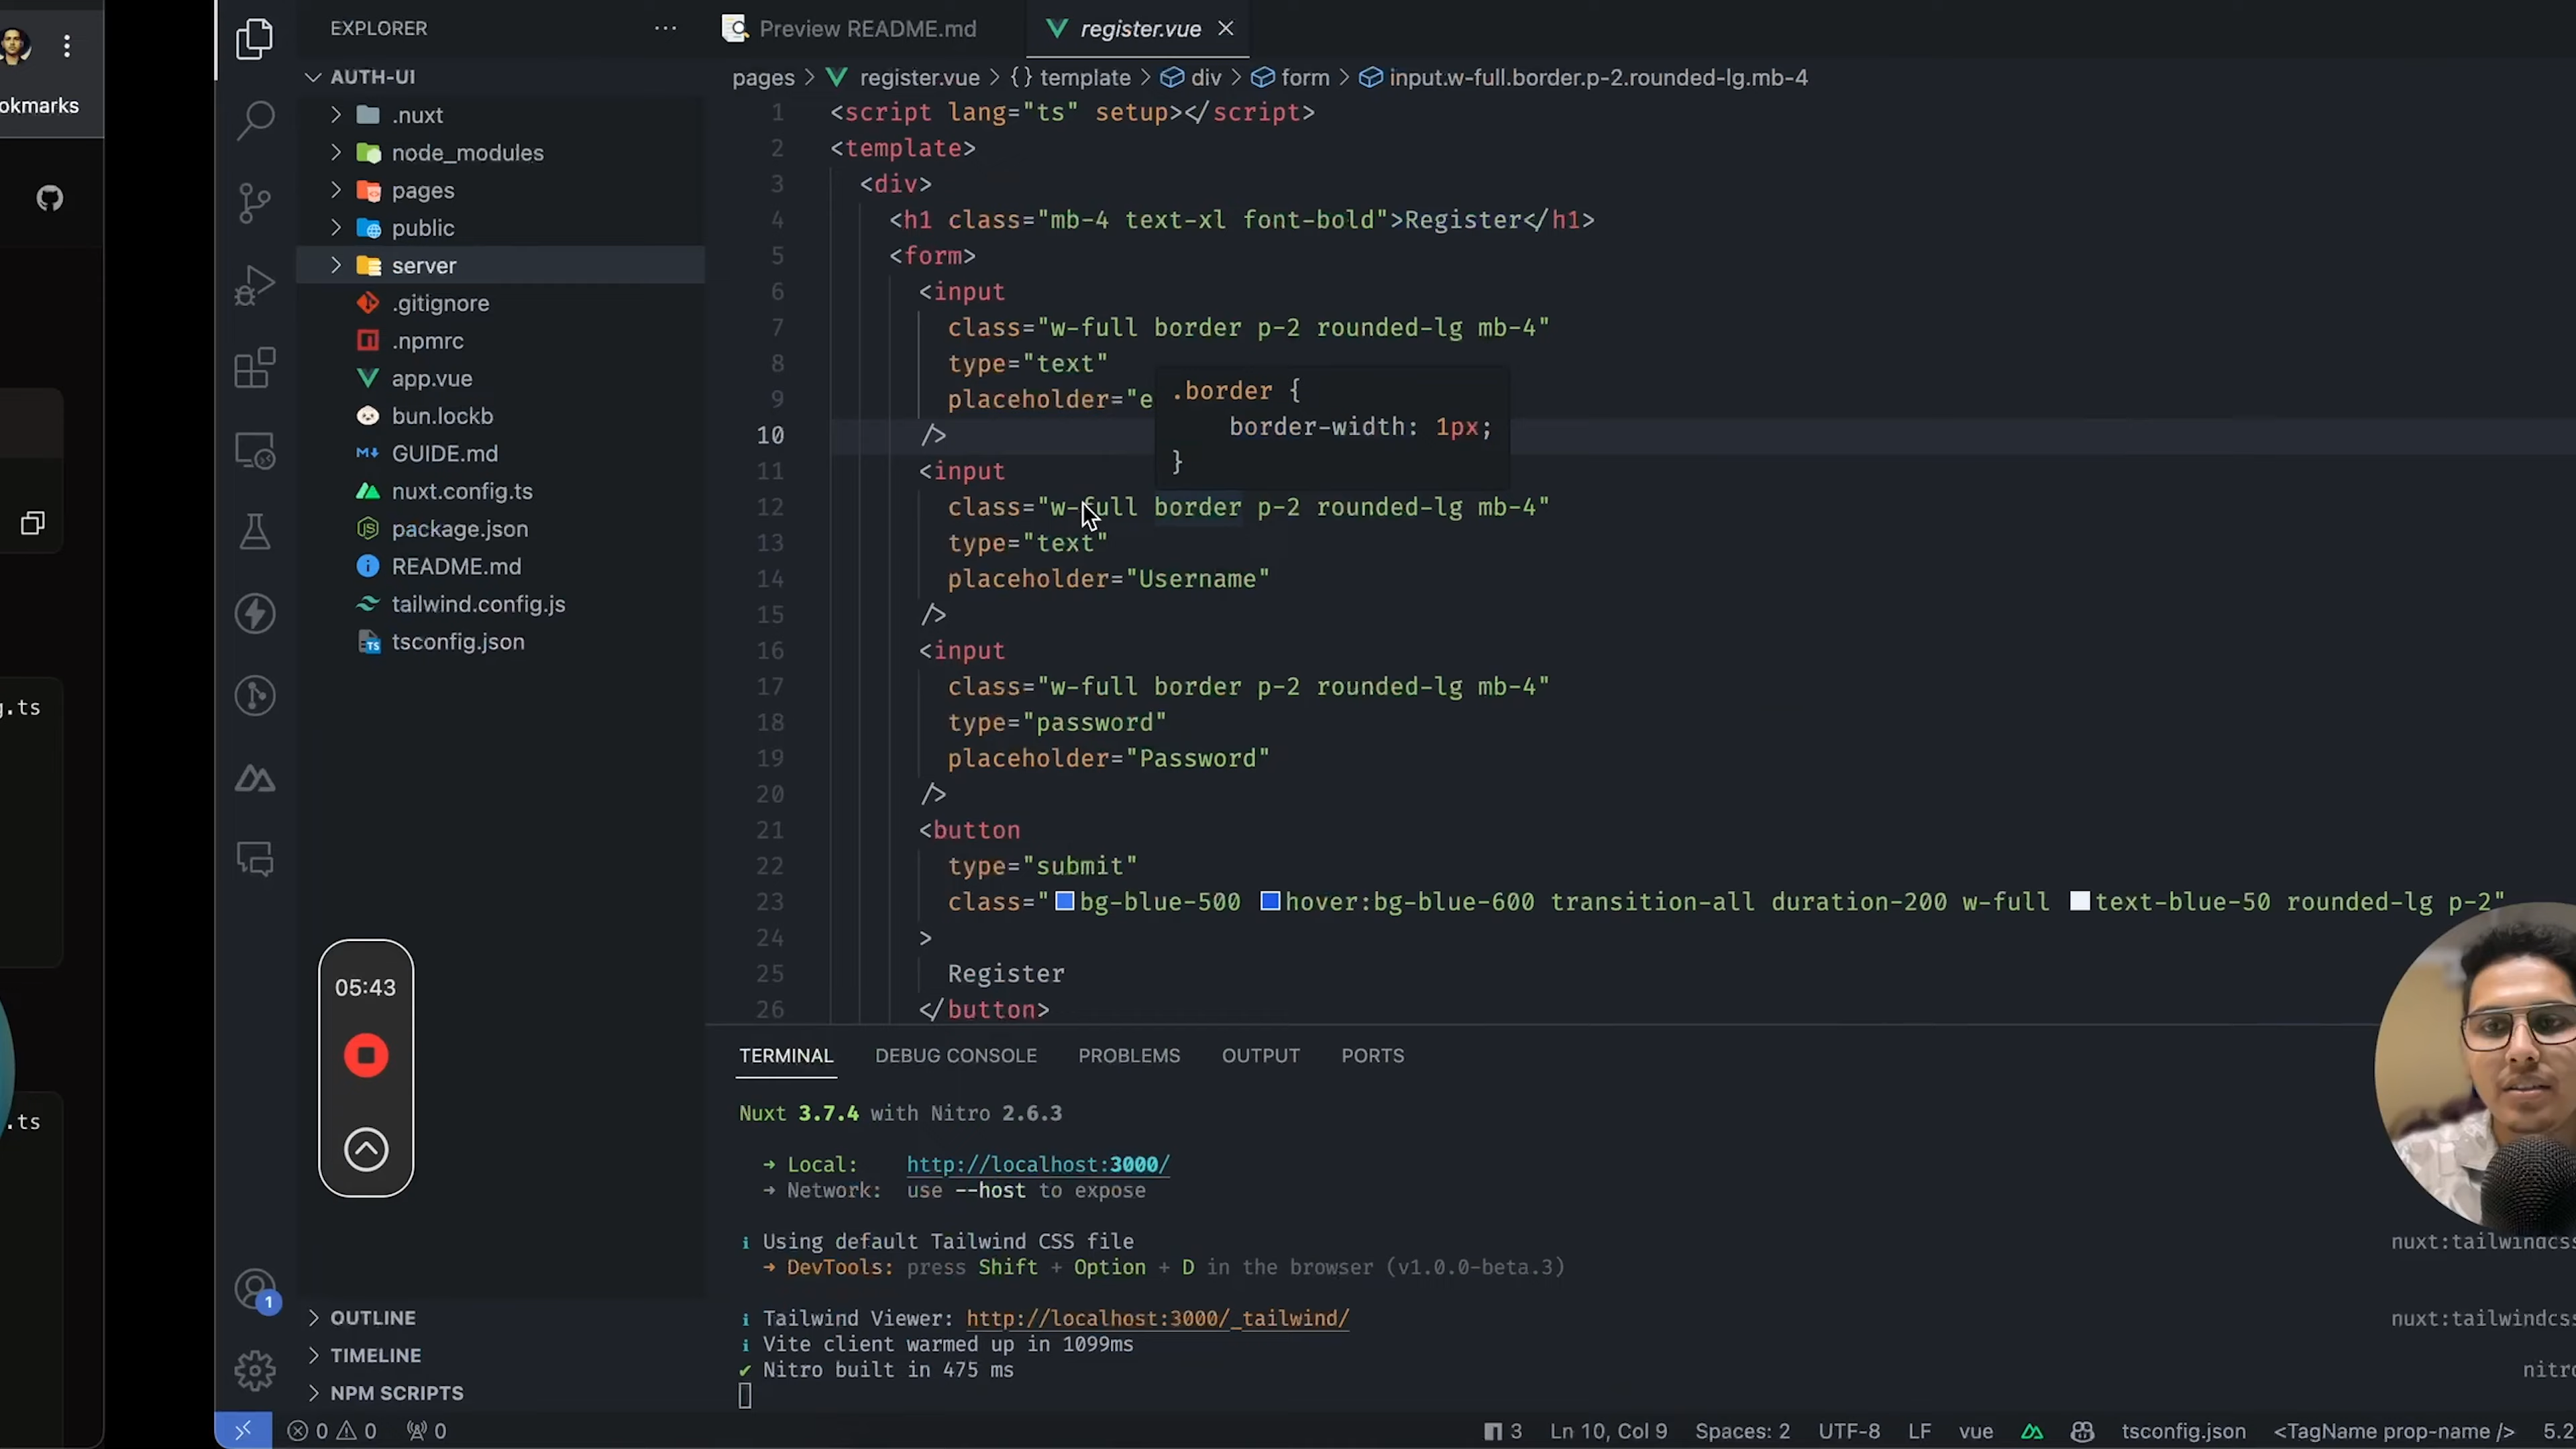 okmarks
g.ts
.ts
EXPLORER
AUTH-UI
.nuxt
node_modules
pages
public
server
.gitignore
.npmrc
app.vue
bun.lockb
GUIDE.md
nuxt.config.ts
package.json
README.md
tailwind.config.js
tsconfig.json
05:43
OUTLINE
TIMELINE
NPM SCRIPTS
Preview README.md
register.vue
pages > register.vue > {} template > div > form > input.w-full.border.p-2.rounded-lg.mb-4
1 <script lang="ts" setup></script>
2 <template>
3 <div>
4 <h1 class="mb-4 text-xl font-bold">Register</h1>
5 <form>
6 <input
7 class="w-full border p-2 rounded-lg mb-4"
8 type="text"
9 placeholder="e
.border {
border-width: 1px;
}
10 />
11 <input
12 class="w-full border p-2 rounded-lg mb-4"
13 type="text"
14 placeholder="Username"
15 />
16 <input
17 class="w-full border p-2 rounded-lg mb-4"
18 type="password"
19 placeholder="Password"
20 />
21 <button
22 type="submit"
23 class="bg-blue-500 hover:bg-blue-600 transition-all duration-200 w-full text-blue-50 rounded-lg p-2"
24 >
25 Register
26 </button>
TERMINAL DEBUG CONSOLE PROBLEMS OUTPUT PORTS
Nuxt 3.7.4 with Nitro 2.6.3
➜ Local: http://localhost:3000/
➜ Network: use --host to expose
ℹ Using default Tailwind CSS file nuxt:tailwindcss
➜ DevTools: press Shift + Option + D in the browser (v1.0.0-beta.3)
ℹ Tailwind Viewer: http://localhost:3000/_tailwind/ nuxt:tailwindcss
ℹ Vite client warmed up in 1099ms
✔ Nitro built in 475 ms nitro
1
0 0 0 3 Ln 10, Col 9 Spaces: 2 UTF-8 LF vue tsconfig.json <TagName prop-name /> 5.2